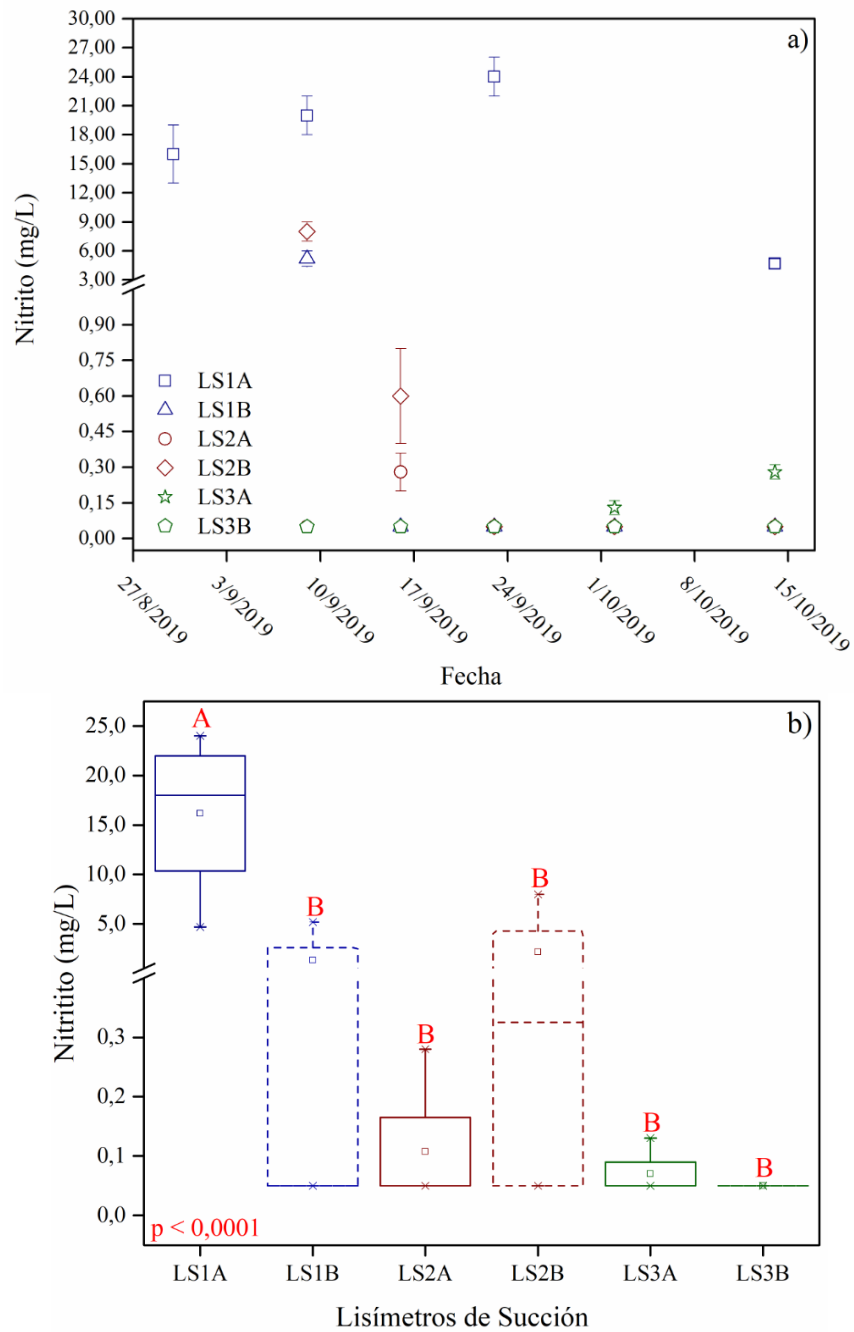 a)
30,00
27,00
24,00
21,00
18,00
15,00
12,00
9,00
6,00
3,00
0,90
0,75
0,60
0,45
0,30
0,15
0,00
Nitrito (mg/L)
LS1A
LS1B
LS2A
LS2B
LS3A
LS3B
27/8/2019
3/9/2019
10/9/2019
17/9/2019
24/9/2019
1/10/2019
8/10/2019
15/10/2019
Fecha
b)
25,0
20,0
15,0
10,0
5,0
0,3
0,2
0,1
0,0
Nitritito (mg/L)
A
B
B
B
B
B
p < 0,0001
LS1A LS1B LS2A LS2B LS3A LS3B
Lisímetros de Succión